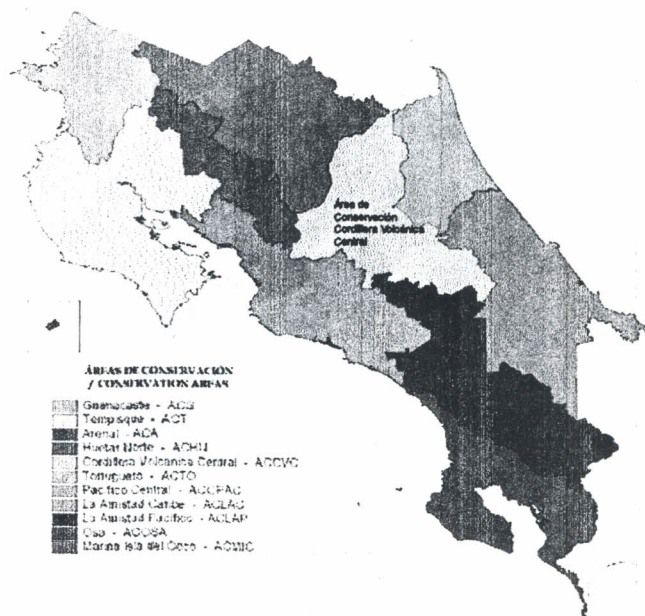 Área de
Conservación
Cordillera Volcánica
Central
ÁREAS DE CONSERVACIÓN
/ CONSERVATION AREAS
Guanacaste - ACG
Tempisque - ACT
Arenal - ACA
Huetar Norte - ACHN
Cordillera Volcánica Central - ACCVC
Tortuguero - ACTO
Pacífico Central - ACOPAC
La Amistad Caribe - ACLAC
La Amistad Pacífico - ACLAP
Osa - ACOSA
Marina Isla del Coco - ACMIC